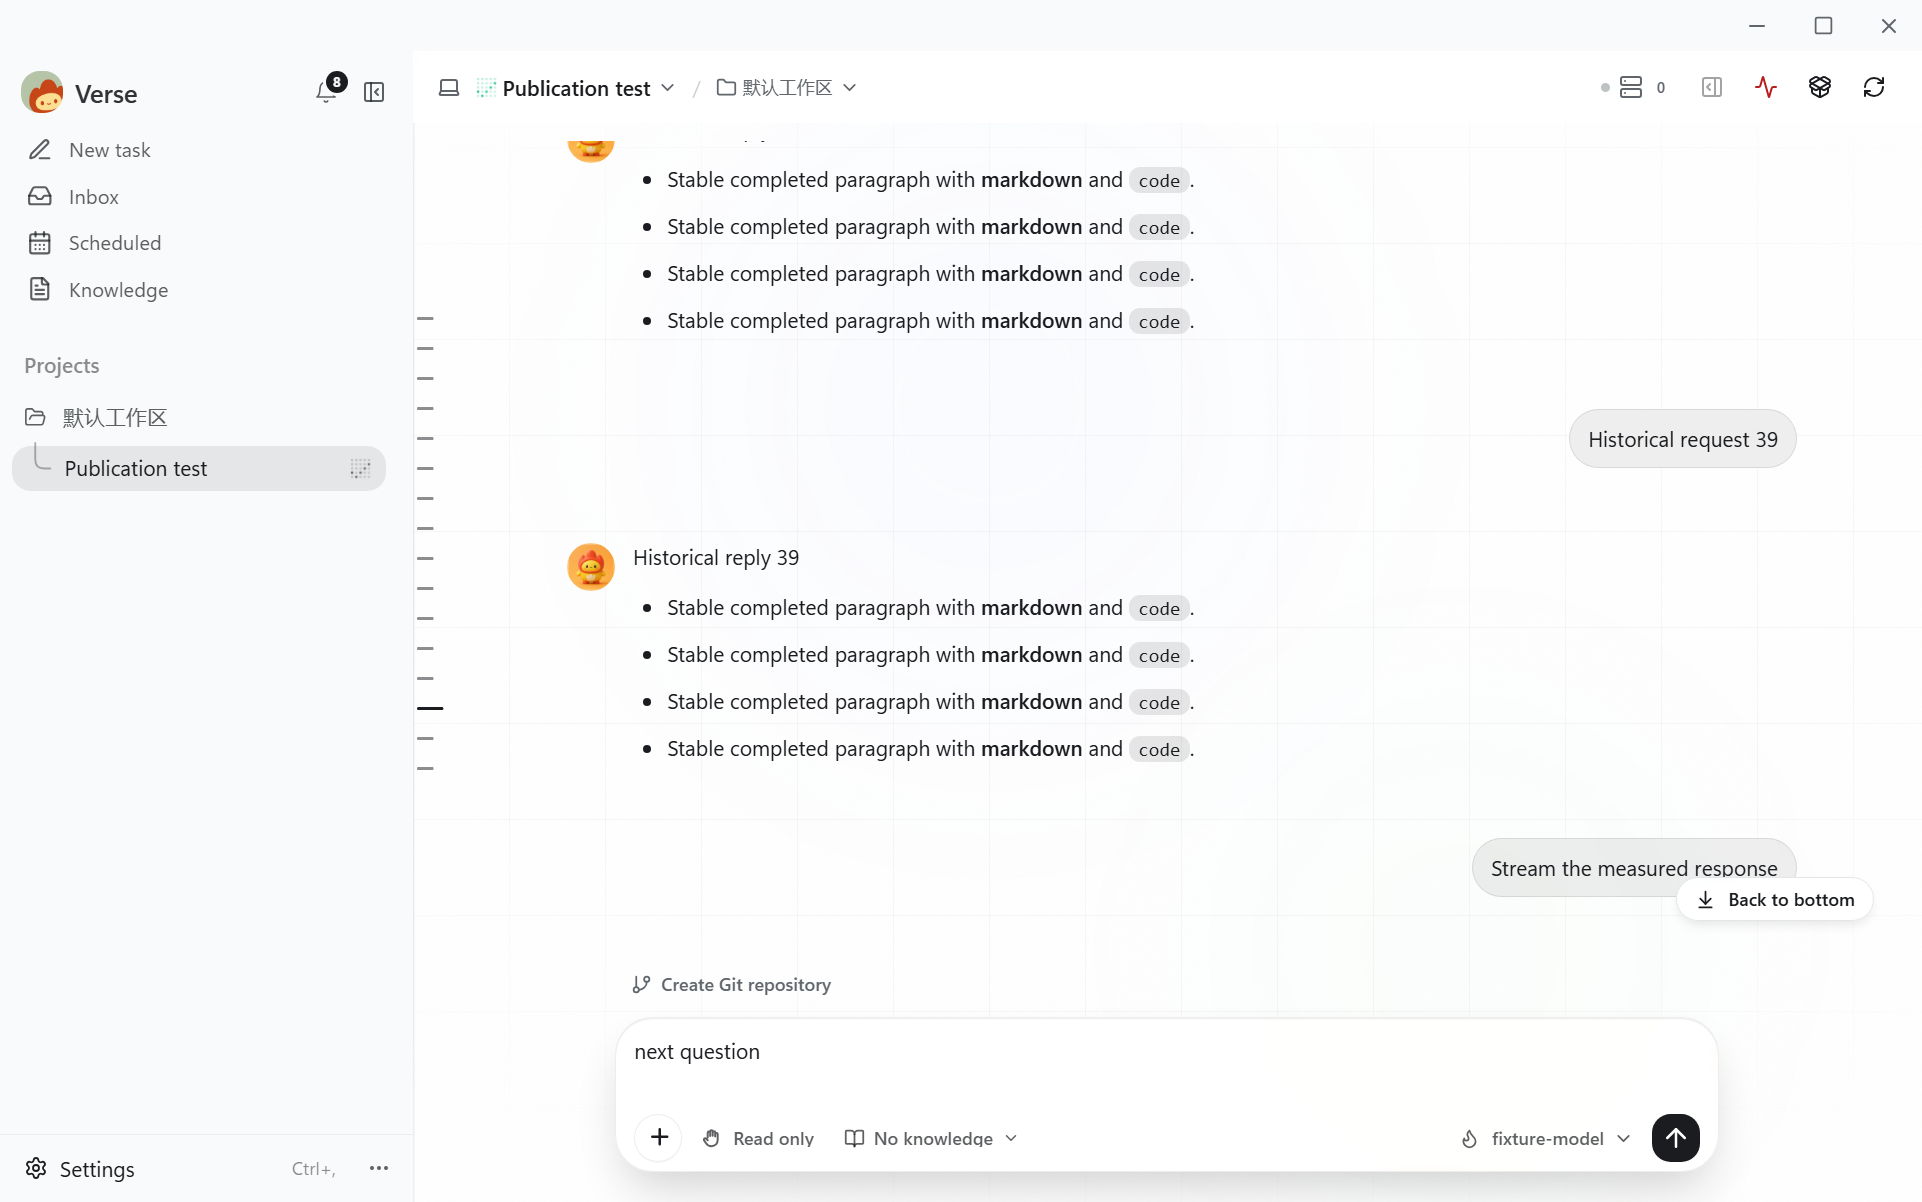 Verse
8
New task
Inbox
Scheduled
Knowledge
Projects
默认工作区
Publication test
Settings
Ctrl+,
Publication test
/
默认工作区
0
Stable completed paragraph with markdown and code.
Stable completed paragraph with markdown and code.
Stable completed paragraph with markdown and code.
Stable completed paragraph with markdown and code.
Historical request 39
Historical reply 39
Stable completed paragraph with markdown and code.
Stable completed paragraph with markdown and code.
Stable completed paragraph with markdown and code.
Stable completed paragraph with markdown and code.
Stream the measured response
Back to bottom
Create Git repository
next question
Read only
No knowledge
fixture-model